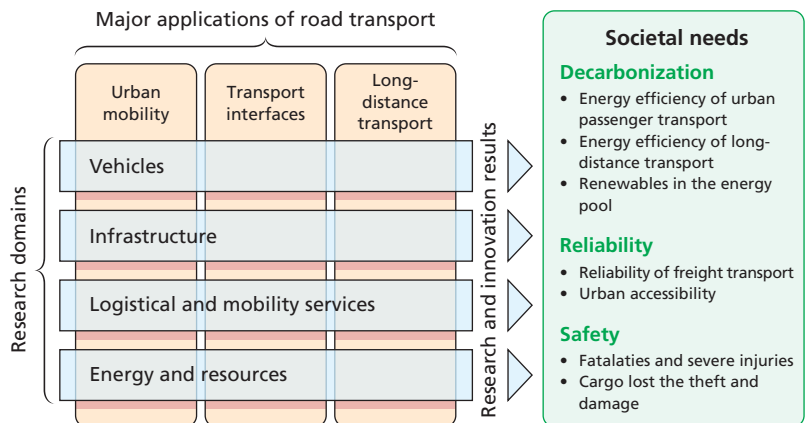 Major applications of road transport
Urban
mobility
Transport
interfaces
Long-
distance
transport
Research domains
Vehicles
Infrastructure
Logistical and mobility services
Energy and resources
Research and innovation results
Societal needs
Decarbonization
• Energy efficiency of urban
passenger transport
• Energy efficiency of long-
distance transport
• Renewables in the energy
pool
Reliability
• Reliability of freight transport
• Urban accessibility
Safety
• Fatalaties and severe injuries
• Cargo lost the theft and
damage